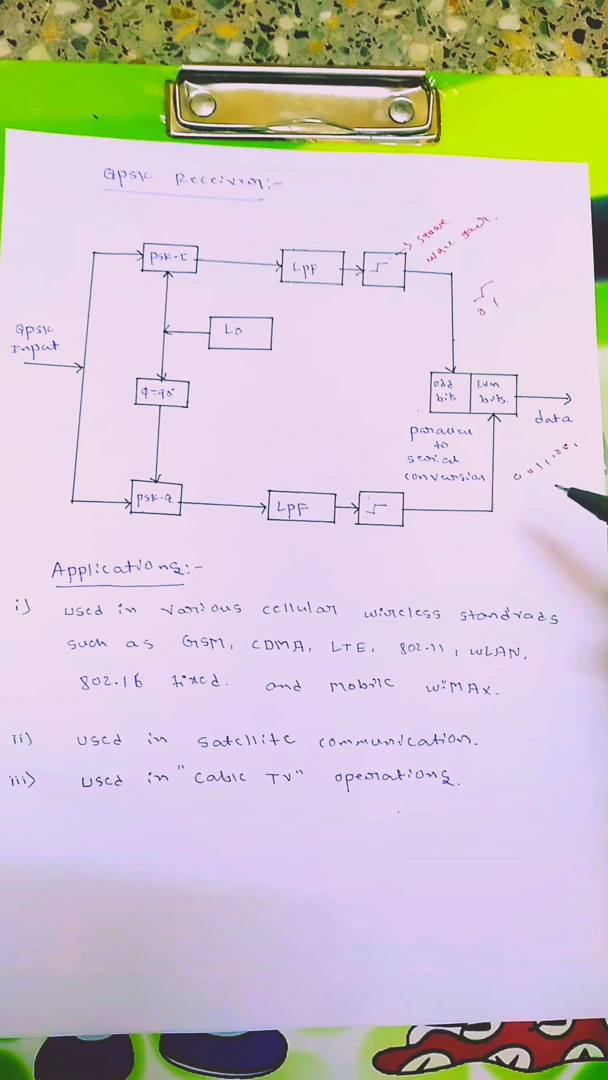 Qpsk Receiver:-
square
wave gen.
psk-I
LPF
0 1
LO
Qpsk
Input
φ=90°
odd
bit
Even
bits.
data
parallel
to
serial
conversion
psk-Q
LPF
Applications:-
i) used in various cellular wireless standrads
such as GSM, CDMA, LTE, 802.11, WLAN,
802.16 fixed. and mobile WiMAX.
ii) used in satellite communication.
iii) used in "cable TV" operations.